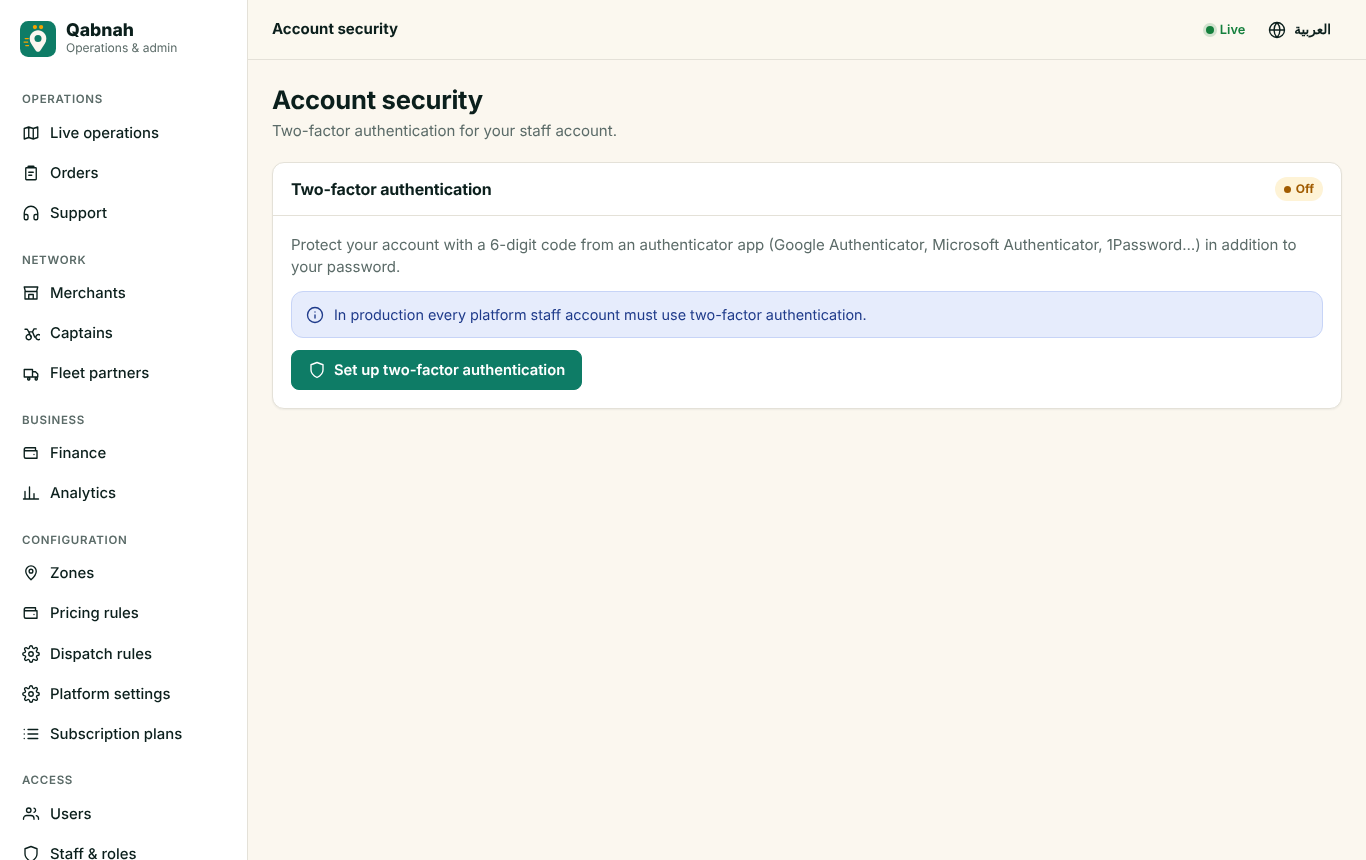 Qabnah
Operations & admin
OPERATIONS
Live operations
Orders
Support
NETWORK
Merchants
Captains
Fleet partners
BUSINESS
Finance
Analytics
CONFIGURATION
Zones
Pricing rules
Dispatch rules
Platform settings
Subscription plans
ACCESS
Users
Staff & roles
Account security
Live
العربية
Account security
Two-factor authentication for your staff account.
Two-factor authentication
Off
Protect your account with a 6-digit code from an authenticator app (Google Authenticator, Microsoft Authenticator, 1Password…) in addition to
your password.
In production every platform staff account must use two-factor authentication.
Set up two-factor authentication